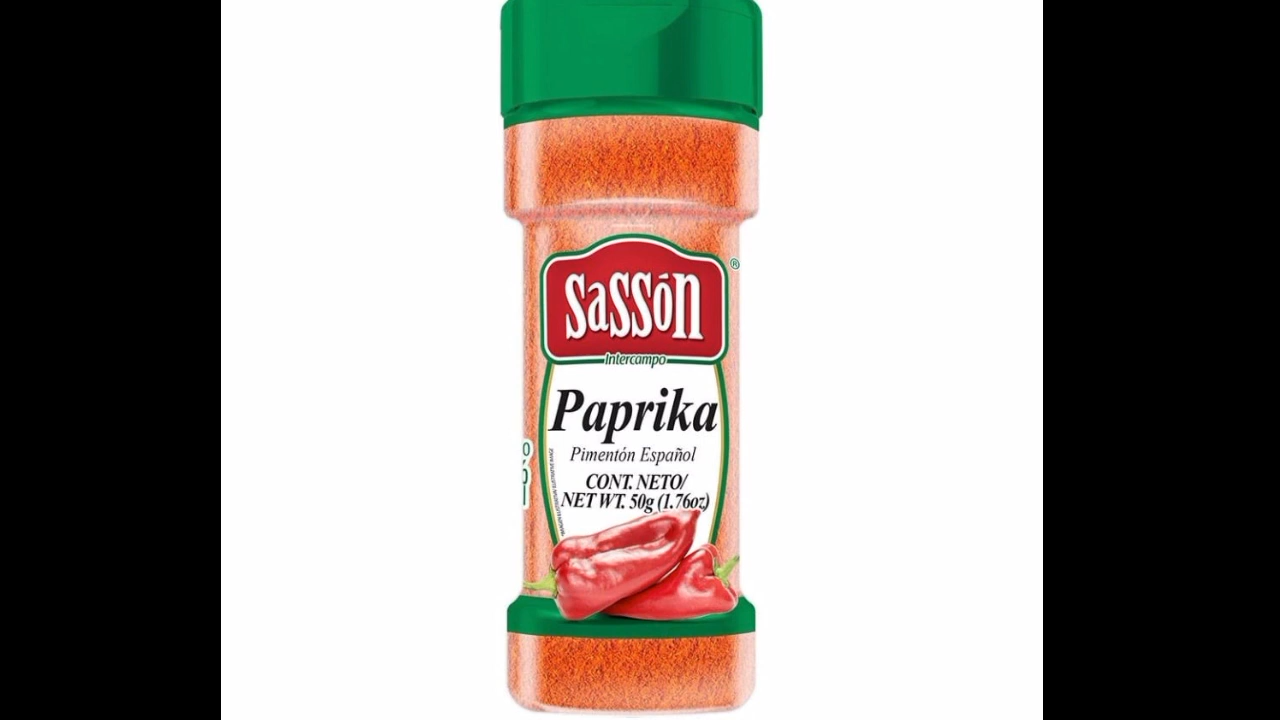 Sassón
®
Intercampo
Paprika
Pimentón Español
CONT. NETO/
NET WT. 50g (1.76oz)